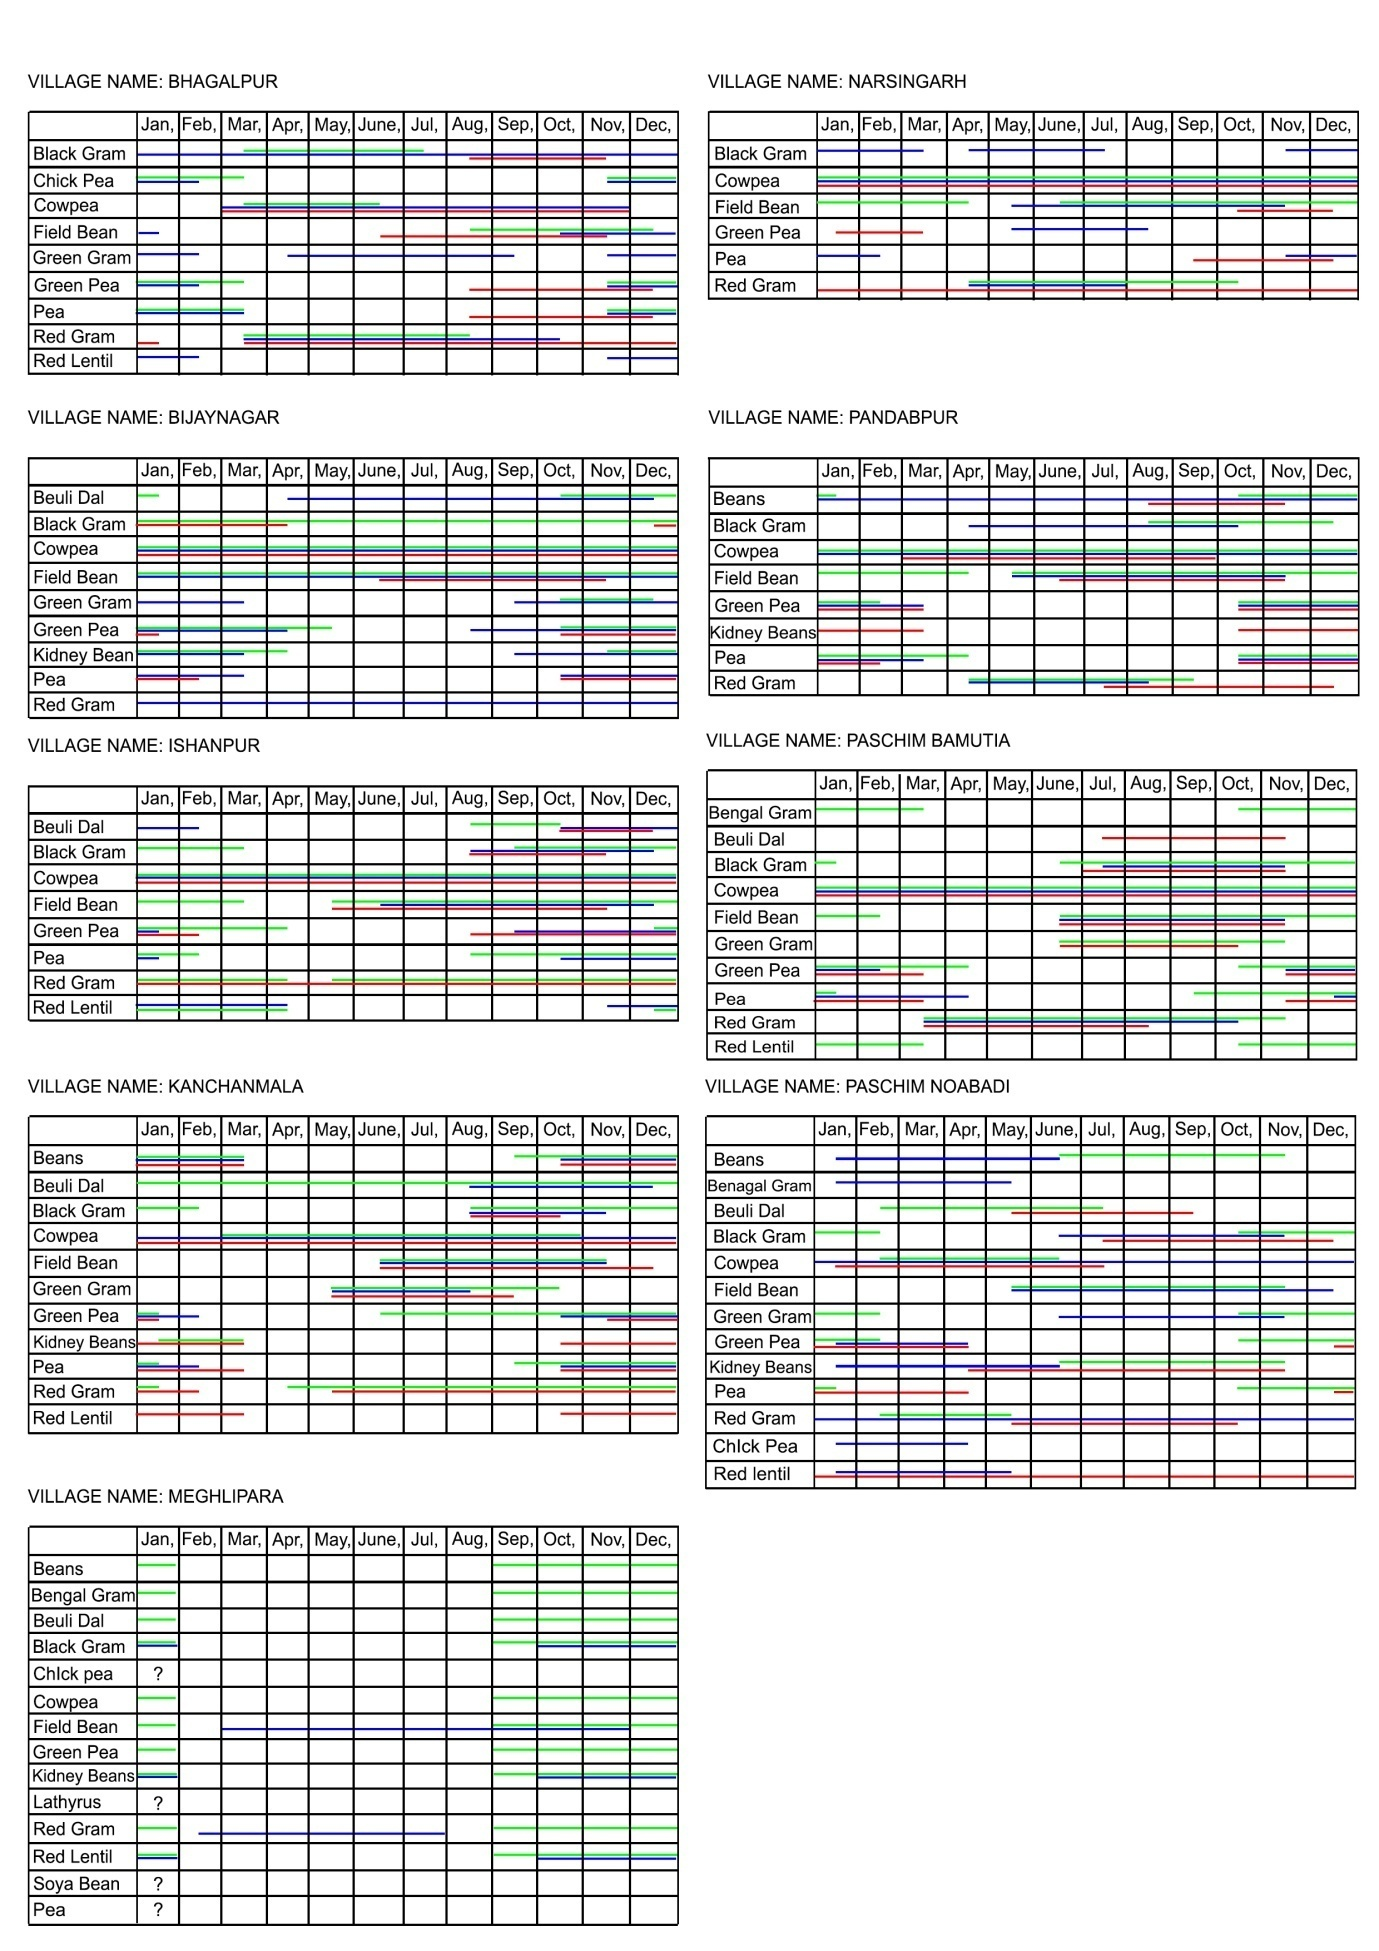 VILLAGE NAME: BHAGALPUR
Jan, Feb, Mar, Apr, May, June, Jul, Aug, Sep, Oct, Nov, Dec,
Black Gram
Chick Pea
Cowpea
Field Bean
Green Gram
Green Pea
Pea
Red Gram
Red Lentil
VILLAGE NAME: NARSINGARH
Jan, Feb, Mar, Apr, May, June, Jul, Aug, Sep, Oct, Nov, Dec,
Black Gram
Cowpea
Field Bean
Green Pea
Pea
Red Gram
VILLAGE NAME: BIJAYNAGAR
Jan, Feb, Mar, Apr, May, June, Jul, Aug, Sep, Oct, Nov, Dec,
Beuli Dal
Black Gram
Cowpea
Field Bean
Green Gram
Green Pea
Kidney Bean
Pea
Red Gram
VILLAGE NAME: PANDABPUR
Jan, Feb, Mar, Apr, May, June, Jul, Aug, Sep, Oct, Nov, Dec,
Beans
Black Gram
Cowpea
Field Bean
Green Pea
Kidney Beans
Pea
Red Gram
VILLAGE NAME: ISHANPUR
Jan, Feb, Mar, Apr, May, June, Jul, Aug, Sep, Oct, Nov, Dec,
Beuli Dal
Black Gram
Cowpea
Field Bean
Green Pea
Pea
Red Gram
Red Lentil
VILLAGE NAME: PASCHIM BAMUTIA
Jan, Feb, Mar, Apr, May, June, Jul, Aug, Sep, Oct, Nov, Dec,
Bengal Gram
Beuli Dal
Black Gram
Cowpea
Field Bean
Green Gram
Green Pea
Pea
Red Gram
Red Lentil
VILLAGE NAME: KANCHANMALA
Jan, Feb, Mar, Apr, May, June, Jul, Aug, Sep, Oct, Nov, Dec,
Beans
Beuli Dal
Black Gram
Cowpea
Field Bean
Green Gram
Green Pea
Kidney Beans
Pea
Red Gram
Red Lentil
VILLAGE NAME: PASCHIM NOABADI
Jan, Feb, Mar, Apr, May, June, Jul, Aug, Sep, Oct, Nov, Dec,
Beans
Benagal Gram
Beuli Dal
Black Gram
Cowpea
Field Bean
Green Gram
Green Pea
Kidney Beans
Pea
Red Gram
ChIck Pea
Red lentil
VILLAGE NAME: MEGHLIPARA
Jan, Feb, Mar, Apr, May, June, Jul, Aug, Sep, Oct, Nov, Dec,
Beans
Bengal Gram
Beuli Dal
Black Gram
ChIck pea ?
Cowpea
Field Bean
Green Pea
Kidney Beans
Lathyrus ?
Red Gram
Red Lentil
Soya Bean ?
Pea ?